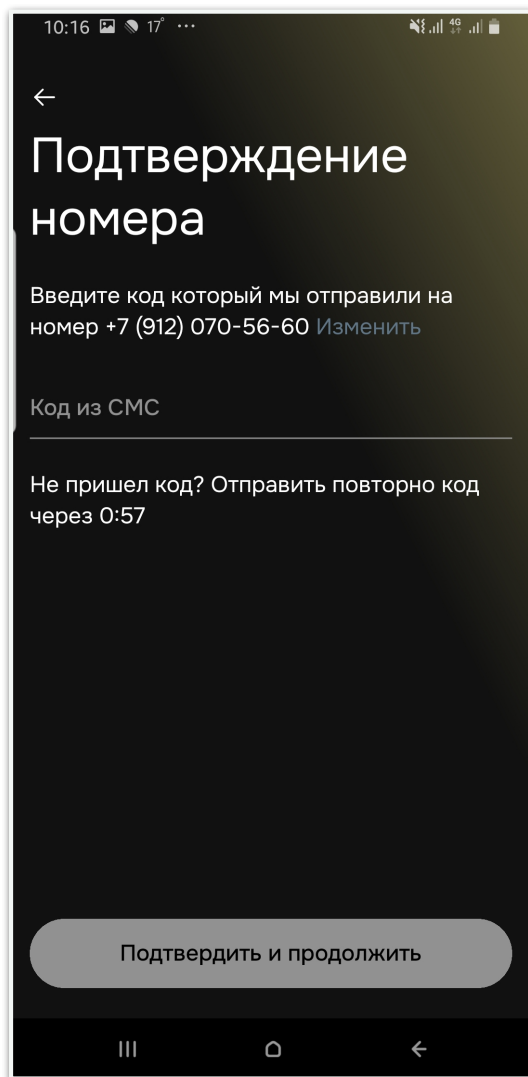 10:16 17° ...
4G
Подтверждение
номера
Введите код который мы отправили на
номер +7 (912) 070-56-60 Изменить
Код из СМС
Не пришел код? Отправить повторно код
через 0:57
Подтвердить и продолжить